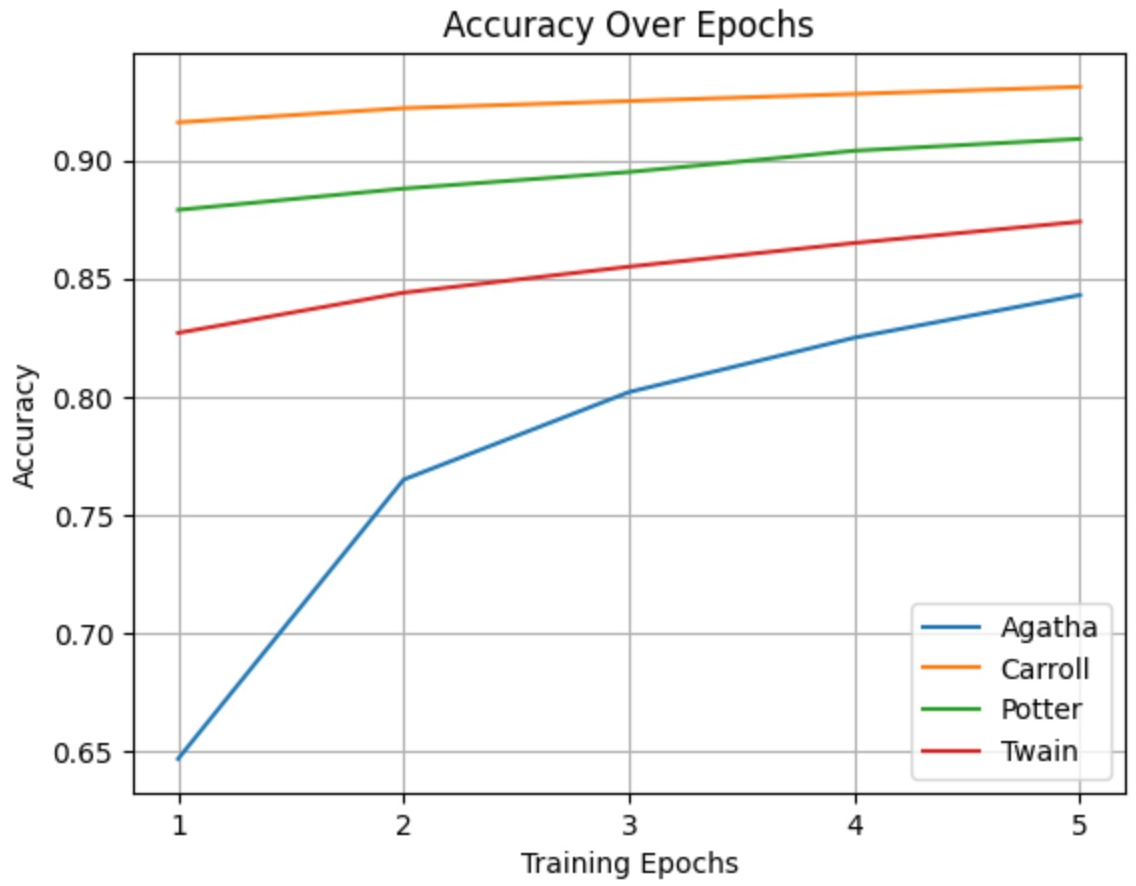 Accuracy Over Epochs
Accuracy
0.90
0.85
0.80
0.75
0.70
0.65
1 2 3 4 5
Training Epochs
Agatha
Carroll
Potter
Twain